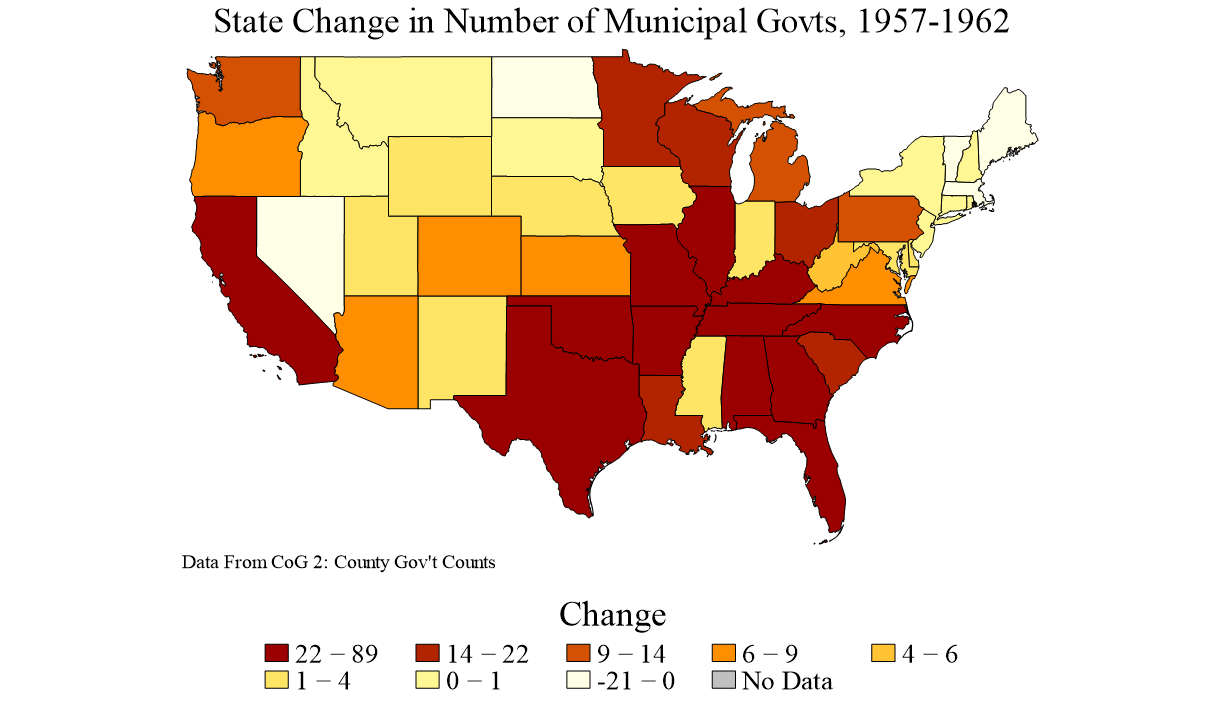 State Change in Number of Municipal Govts, 1957-1962
Data From CoG 2: County Gov't Counts
Change
22 – 89 14 – 22 9 – 14 6 – 9 4 – 6
1 – 4 0 – 1 -21 – 0 No Data